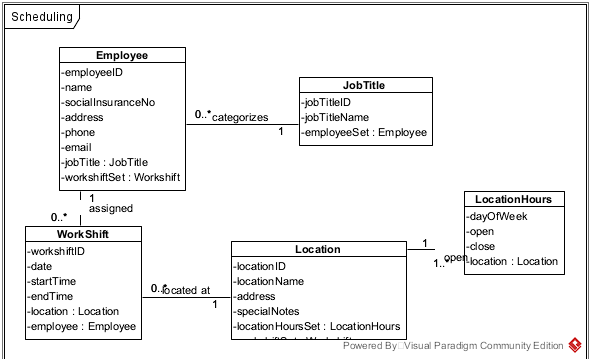 Scheduling
Employee
-employeeID
-name
-socialInsuranceNo
-address
-phone
-email
-jobTitle : JobTitle
-workshiftSet : Workshift
0..*
categorizes
1
JobTitle
-jobTitleID
-jobTitleName
-employeeSet : Employee
1
assigned
0..*
WorkShift
-workshiftID
-date
-startTime
-endTime
-location : Location
-employee : Employee
0..*
located at
1
Location
-locationID
-locationName
-address
-specialNotes
-locationHoursSet : LocationHours
1
open
1..*
LocationHours
-dayOfWeek
-open
-close
-location : Location
Powered By Visual Paradigm Community Edition